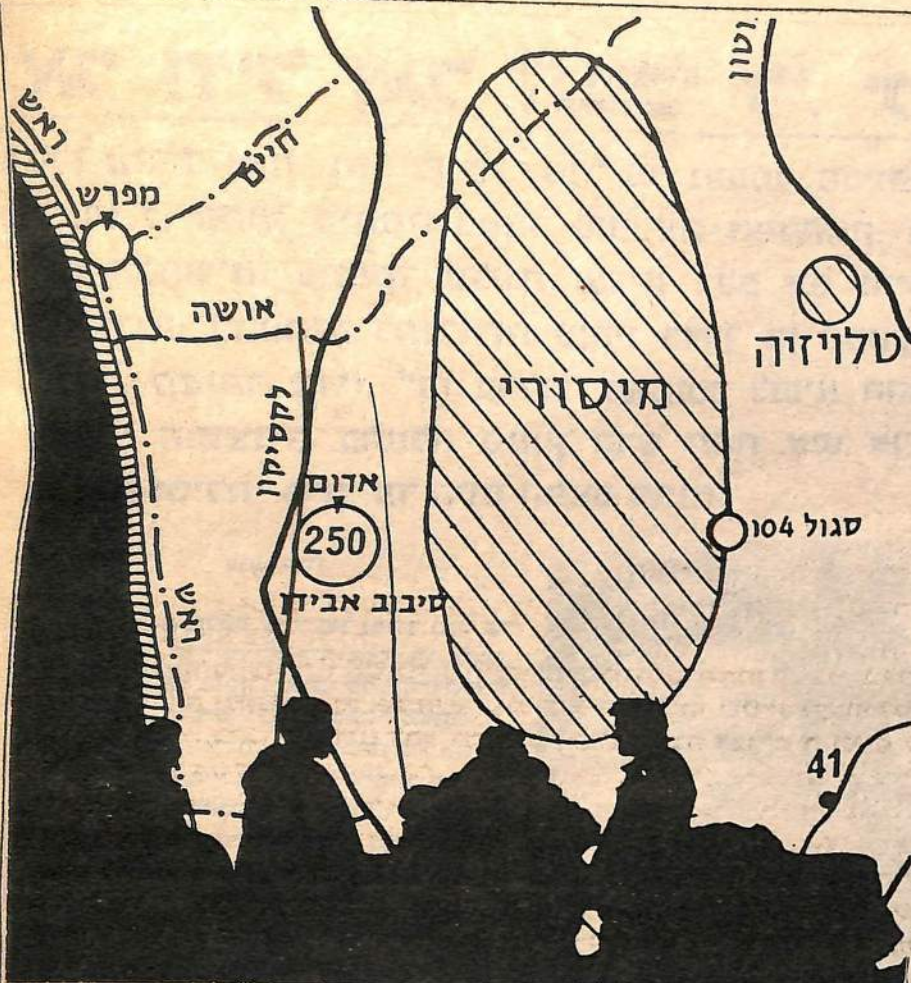 ראש
מפרש
חיים
אושה
לקסיקון
אדום
250
סיבוב אבידן
ראש
מיסורי
טלויזיה
סגול 104
41